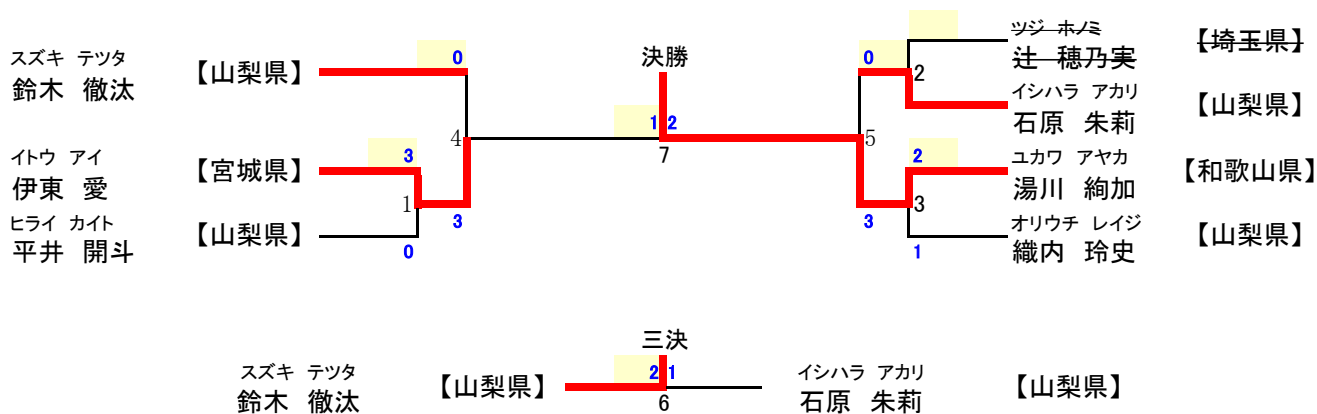 スズキ テツタ
鈴木 徹汰
【山梨県】
0
イトウ アイ
伊東 愛
【宮城県】
3
1
ヒライ カイト
平井 開斗
【山梨県】
0
4
3
決勝
1 2
7
ツジ ホノミ
辻 穂乃実
【埼玉県】
0
2
イシハラ アカリ
石原 朱莉
【山梨県】
5
ユカワ アヤカ
湯川 絢加
【和歌山県】
2
3
3
オリウチ レイジ
織内 玲史
【山梨県】
1
三決
スズキ テツタ
鈴木 徹汰
【山梨県】
2 1
6
イシハラ アカリ
石原 朱莉
【山梨県】